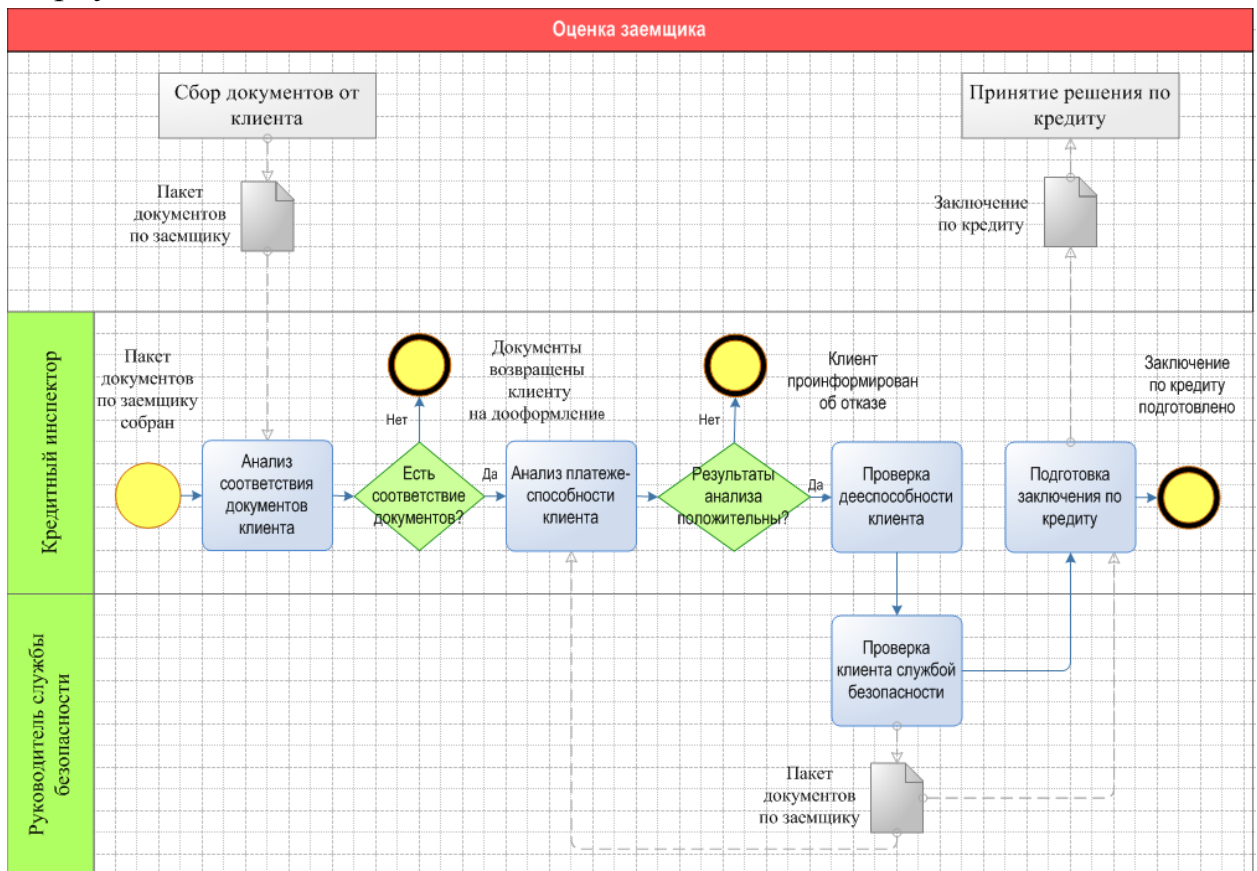 Оценка заемщика
Сбор документов от
клиента
Принятие решения по
кредиту
Пакет
документов
по заемщику
Заключение
по кредиту
Кредитный инспектор
Пакет
документов
по заемщику
собран
Нет
Документы
возвращены
клиенту
на дооформление
Нет
Клиент
проинформирован
об отказе
Заключение
по кредиту
подготовлено
Анализ
соответствия
документов
клиента
Есть
соответствие
документов?
Да
Анализ платеже-
способности
клиента
Результаты
анализа
положительны?
Да
Проверка
дееспособности
клиента
Подготовка
заключения по
кредиту
Руководитель службы
безопасности
Проверка
клиента службой
безопасности
Пакет
документов
по заемщику